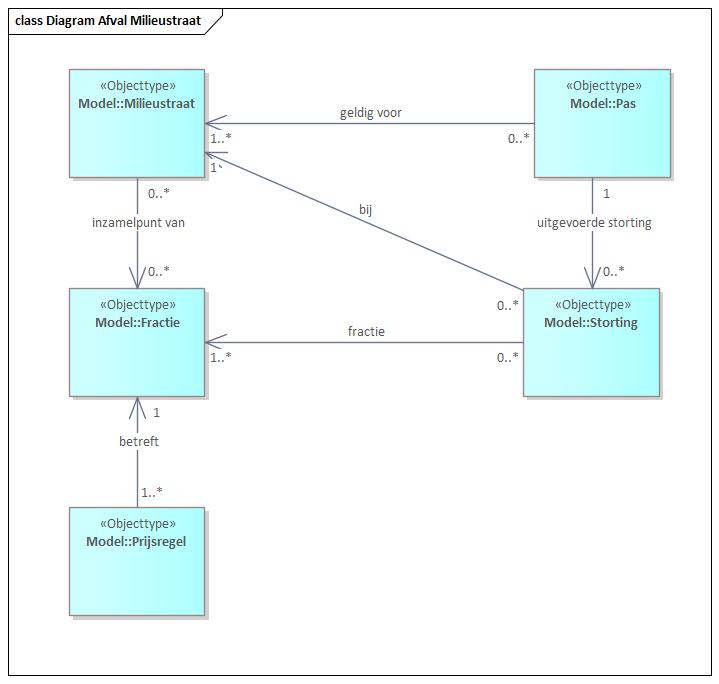 class Diagram Afval Milieustraat
«Objecttype»
Model::Milieustraat
«Objecttype»
Model::Pas
geldig voor
1..*
0..*
1
bij
0..*
1
inzamelpunt van
uitgevoerde storting
0..*
0..*
«Objecttype»
Model::Fractie
«Objecttype»
Model::Storting
0..*
fractie
1..*
0..*
1
betreft
1..*
«Objecttype»
Model::Prijsregel